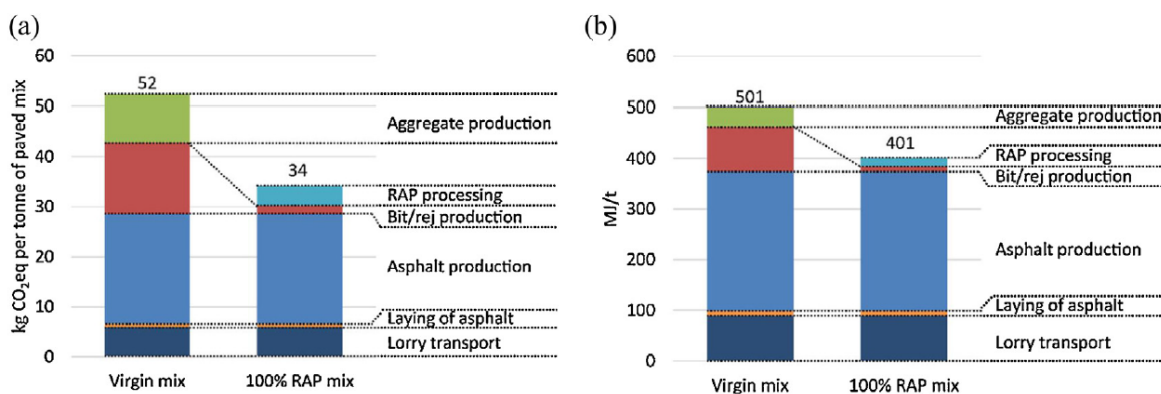 (a)
kg CO₂eq per tonne of paved mix
60
50
40
30
20
10
0
52
34
Aggregate production
RAP processing
Bit/rej production
Asphalt production
Laying of asphalt
Lorry transport
Virgin mix
100% RAP mix
(b)
MJ/t
600
500
400
300
200
100
0
501
401
Aggregate production
RAP processing
Bit/rej production
Asphalt production
Laying of asphalt
Lorry transport
Virgin mix
100% RAP mix